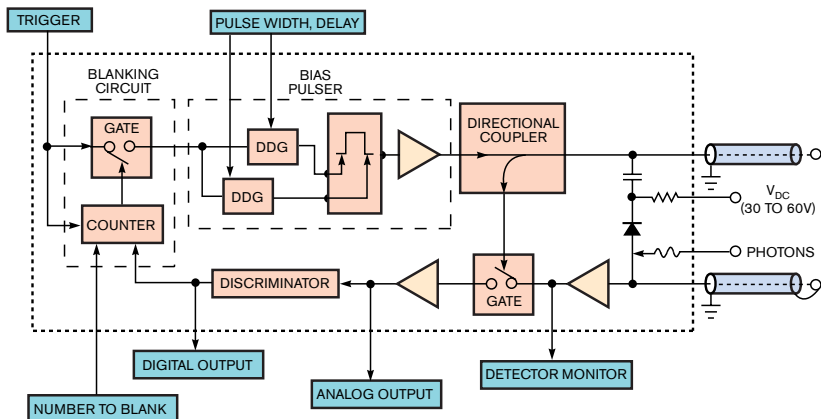 TRIGGER
PULSE WIDTH, DELAY
BLANKING
CIRCUIT
BIAS
PULSER
GATE
DDG
DDG
DIRECTIONAL
COUPLER
COUNTER
V_DC
(30 TO 60V)
PHOTONS
DISCRIMINATOR
GATE
DIGITAL OUTPUT
DETECTOR MONITOR
ANALOG OUTPUT
NUMBER TO BLANK